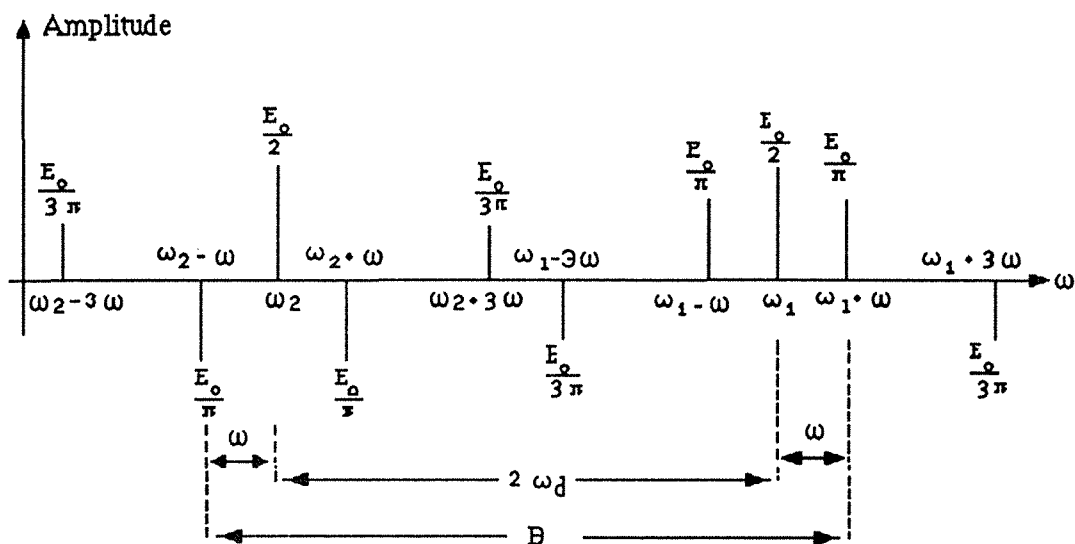 Amplitude
E₀/3π
E₀/2
E₀/3π
E₀/π
E₀/2
E₀/π
ω₂-ω
ω₂+ω
ω₁-3ω
ω₁+3ω
ω
ω₂-3ω
ω₂
ω₂+3ω
ω₁-ω
ω₁
ω₁+ω
E₀/π
E₀/π
E₀/3π
E₀/3π
ω
ω
2 ω_d
B